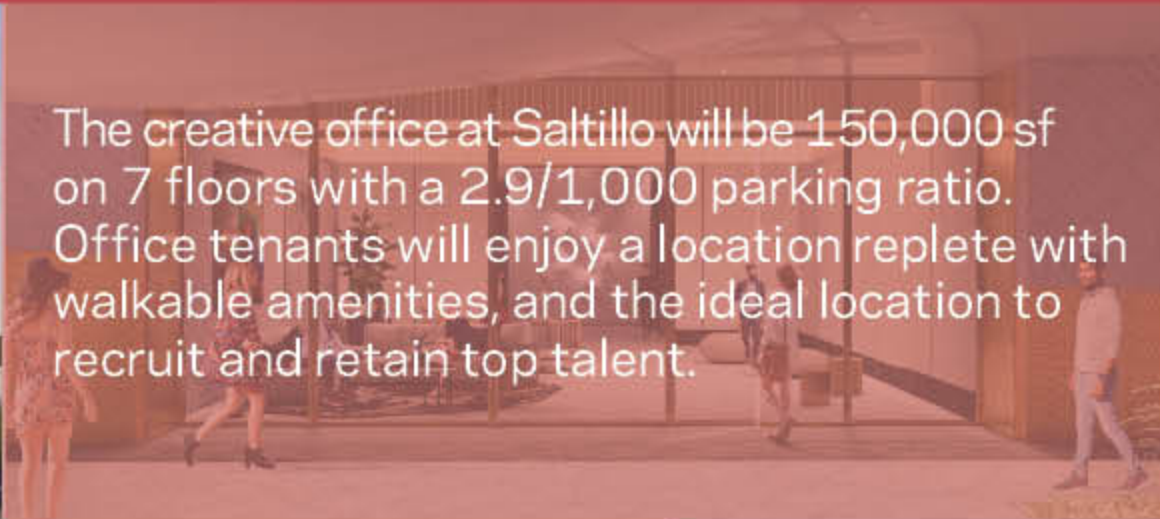 The creative office at Saltillo will be 150,000 sf
on 7 floors with a 2.9/1,000 parking ratio.
Office tenants will enjoy a location replete with
walkable amenities, and the ideal location to
recruit and retain top talent.